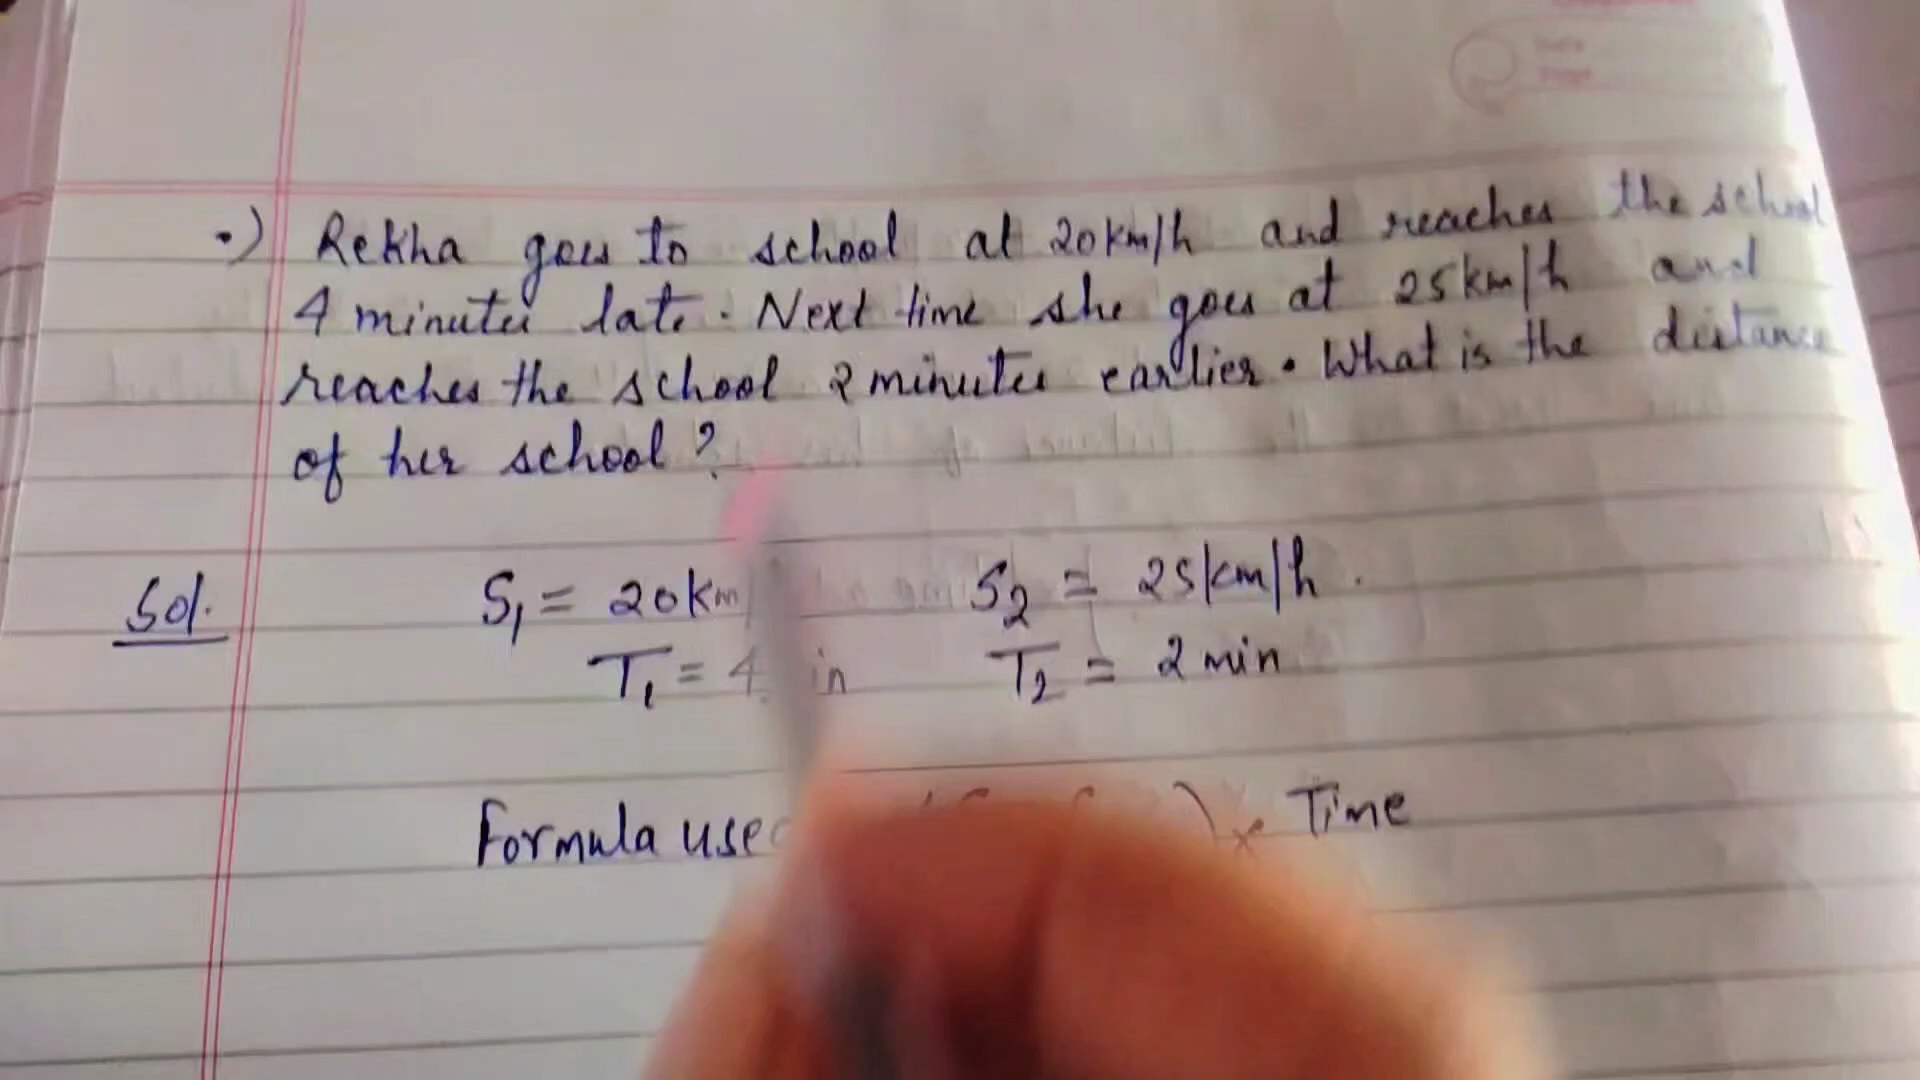 •) Rekha goes to school at 20km/h and reaches the school
4 minutes late. Next time she goes at 25km/h and
reaches the school 2 minutes earlier. What is the distance
of her school?
Sol. S1 = 20km S2 = 25km/h.
T1 = 4 in T2 = 2 min
Formula used ) × Time